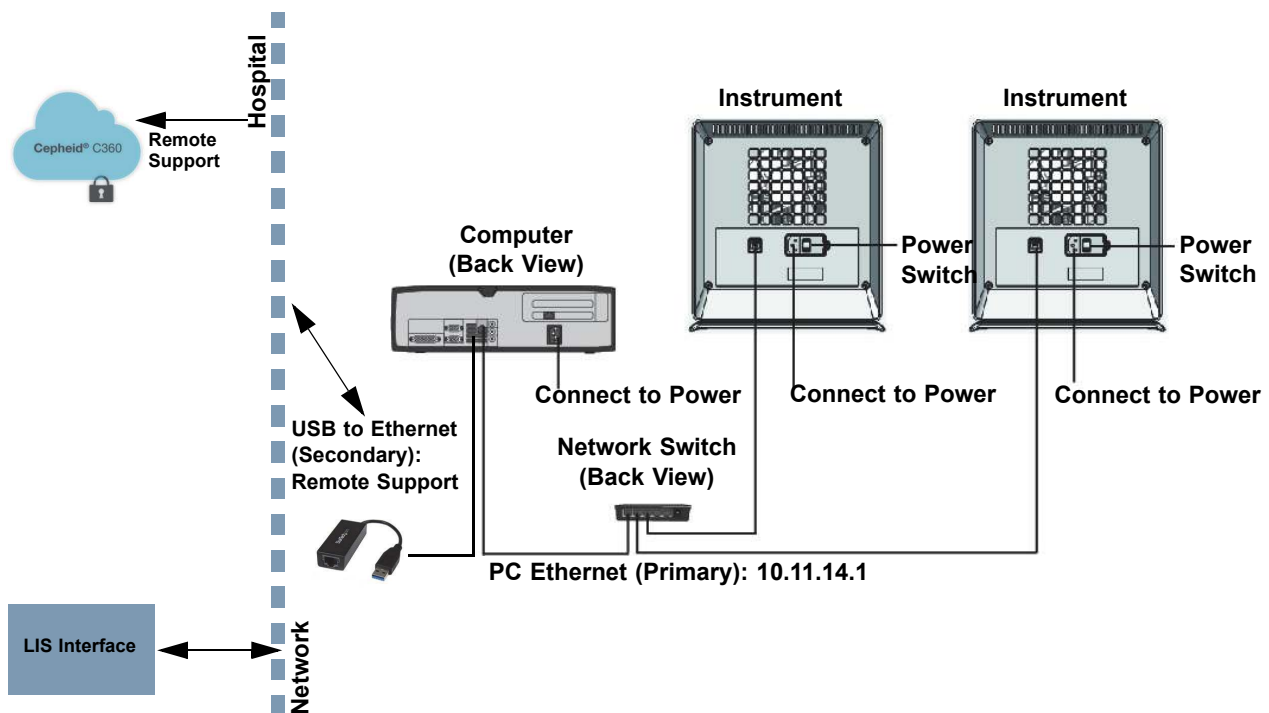 Hospital
Cepheid® C360
Remote
Support
Instrument
Instrument
Computer
(Back View)
Power
Switch
Power
Switch
Connect to Power
Connect to Power
Connect to Power
USB to Ethernet
(Secondary):
Remote Support
Network Switch
(Back View)
PC Ethernet (Primary): 10.11.14.1
LIS Interface
Network